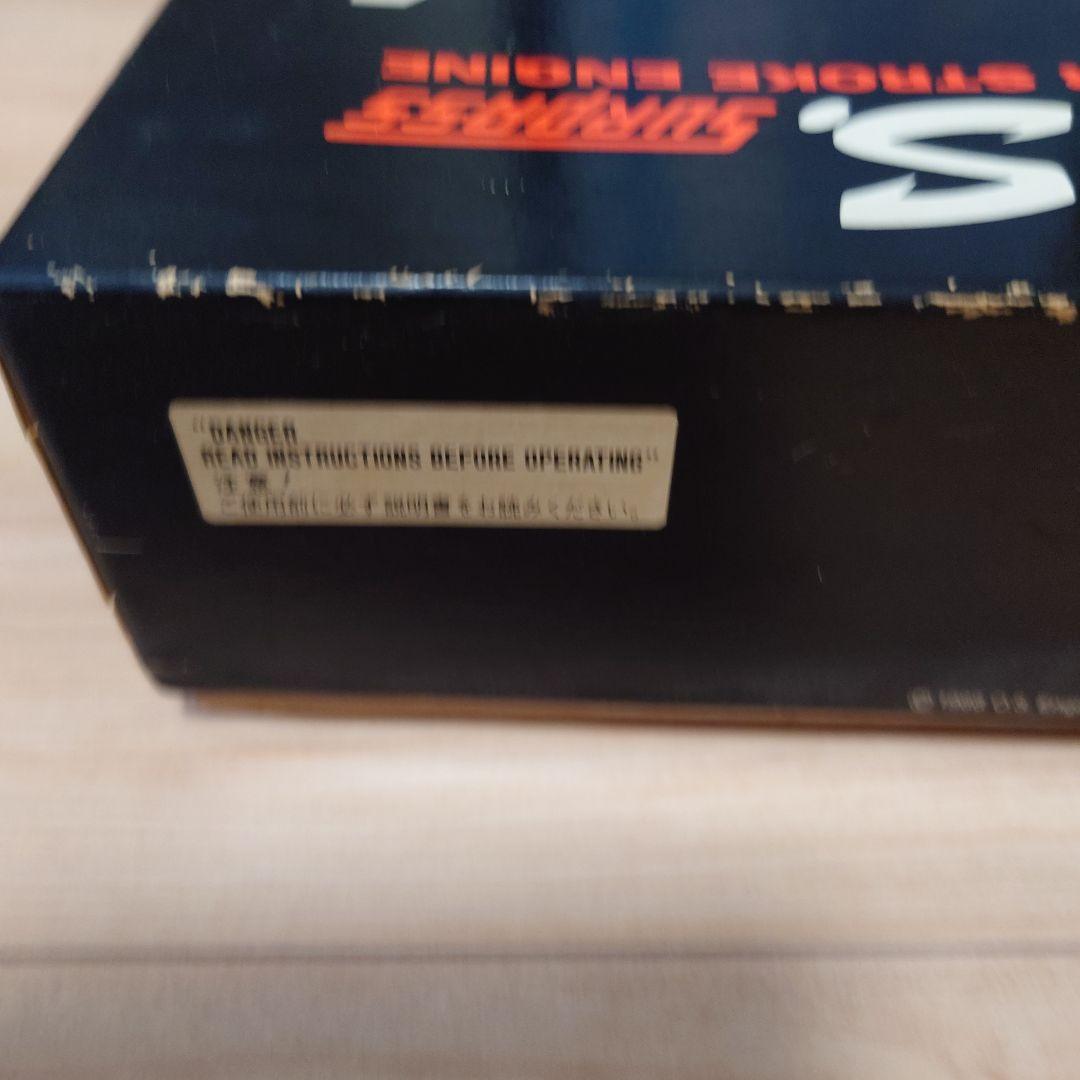 R STROKE ENGINE
SURPASS
O.S.
"DANGER
READ INSTRUCTIONS BEFORE OPERATING"
注意!
ご使用前に必ず説明書をお読みください。
©